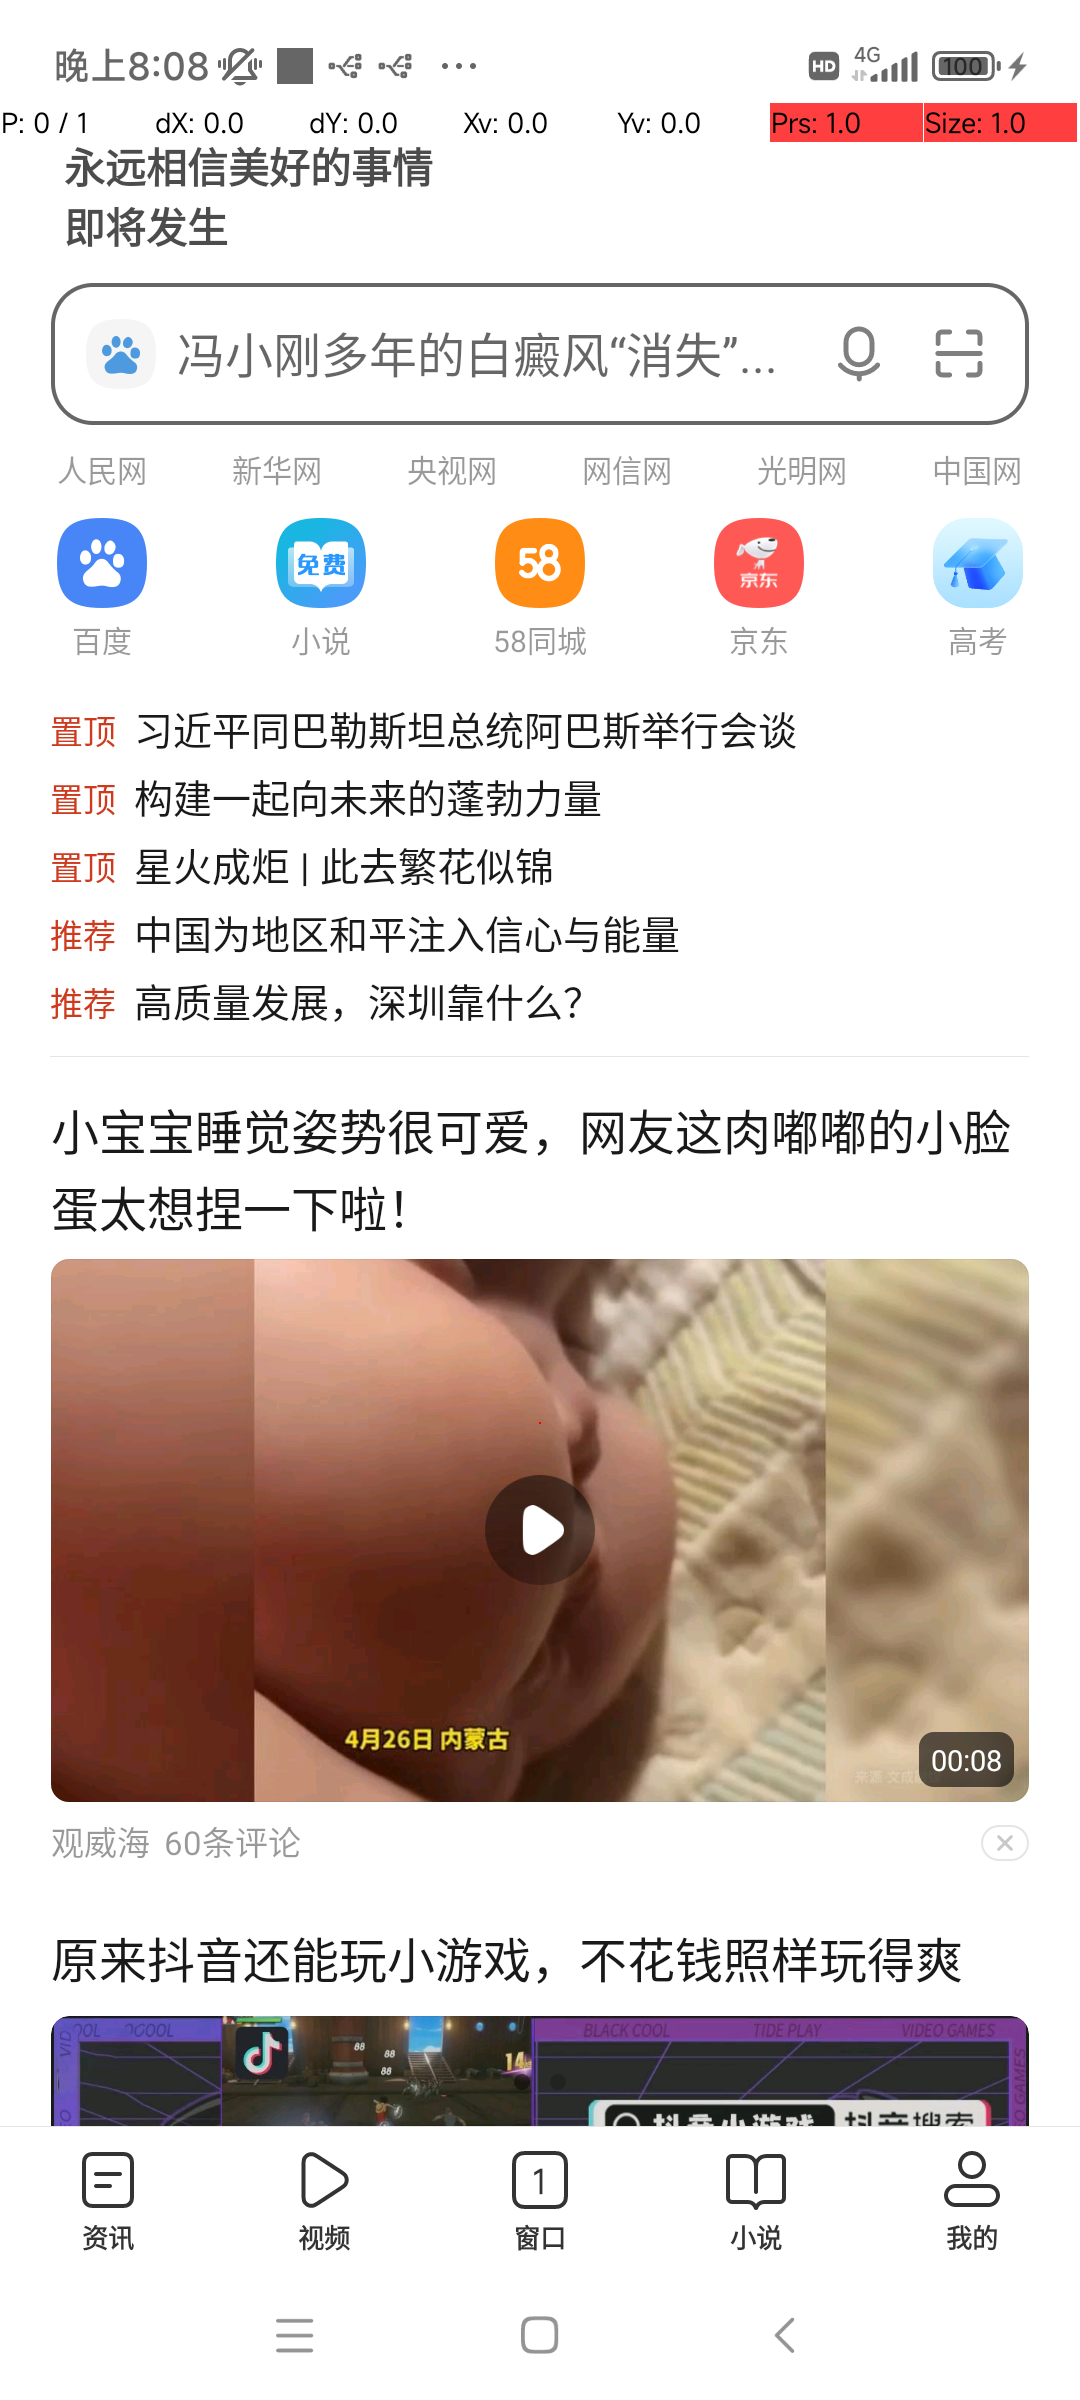 晚上8:08 HD 4G 100
P: 0 / 1 dX: 0.0 dY: 0.0 Xv: 0.0 Yv: 0.0 Prs: 1.0 Size: 1.0
永远相信美好的事情
即将发生
冯小刚多年的白癜风“消失”...
人民网 新华网 央视网 网信网 光明网 中国网
免费 58 京东
百度 小说 58同城 京东 高考
置顶 习近平同巴勒斯坦总统阿巴斯举行会谈
置顶 构建一起向未来的蓬勃力量
置顶 星火成炬 | 此去繁花似锦
推荐 中国为地区和平注入信心与能量
推荐 高质量发展，深圳靠什么？
小宝宝睡觉姿势很可爱，网友这肉嘟嘟的小脸
蛋太想捏一下啦！
4月26日 内蒙古
00:08
观威海 60条评论
原来抖音还能玩小游戏，不花钱照样玩得爽
BLACK COOL TIDE PLAY VIDEO GAMES
88 88 88
抖音小游戏 抖音搜索
1
资讯 视频 窗口 小说 我的